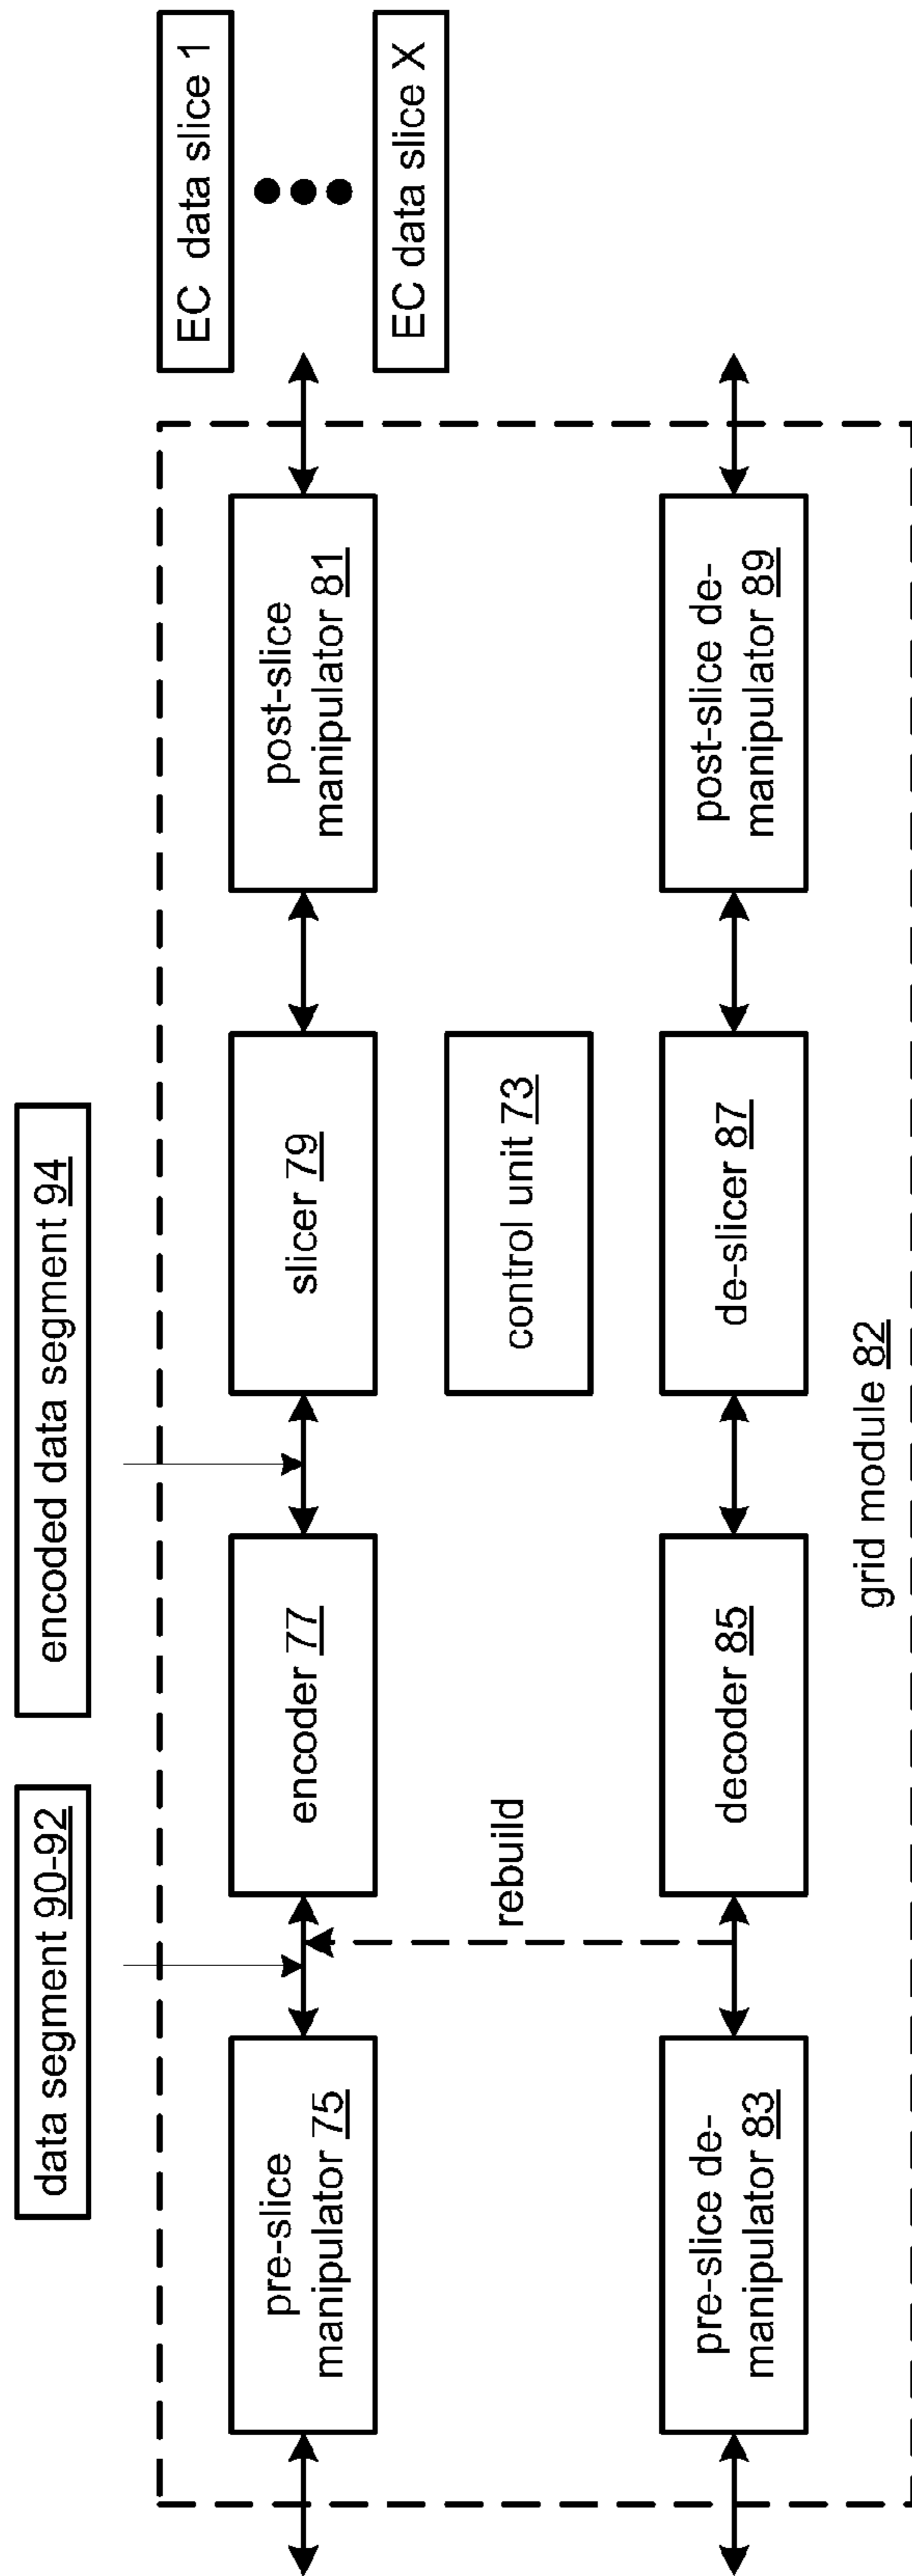 data segment 90-92
encoded data segment 94
EC data slice 1
EC data slice X
pre-slice
manipulator 75
encoder 77
slicer 79
post-slice
manipulator 81
rebuild
control unit 73
pre-slice de-
manipulator 83
decoder 85
de-slicer 87
post-slice de-
manipulator 89
grid module 82